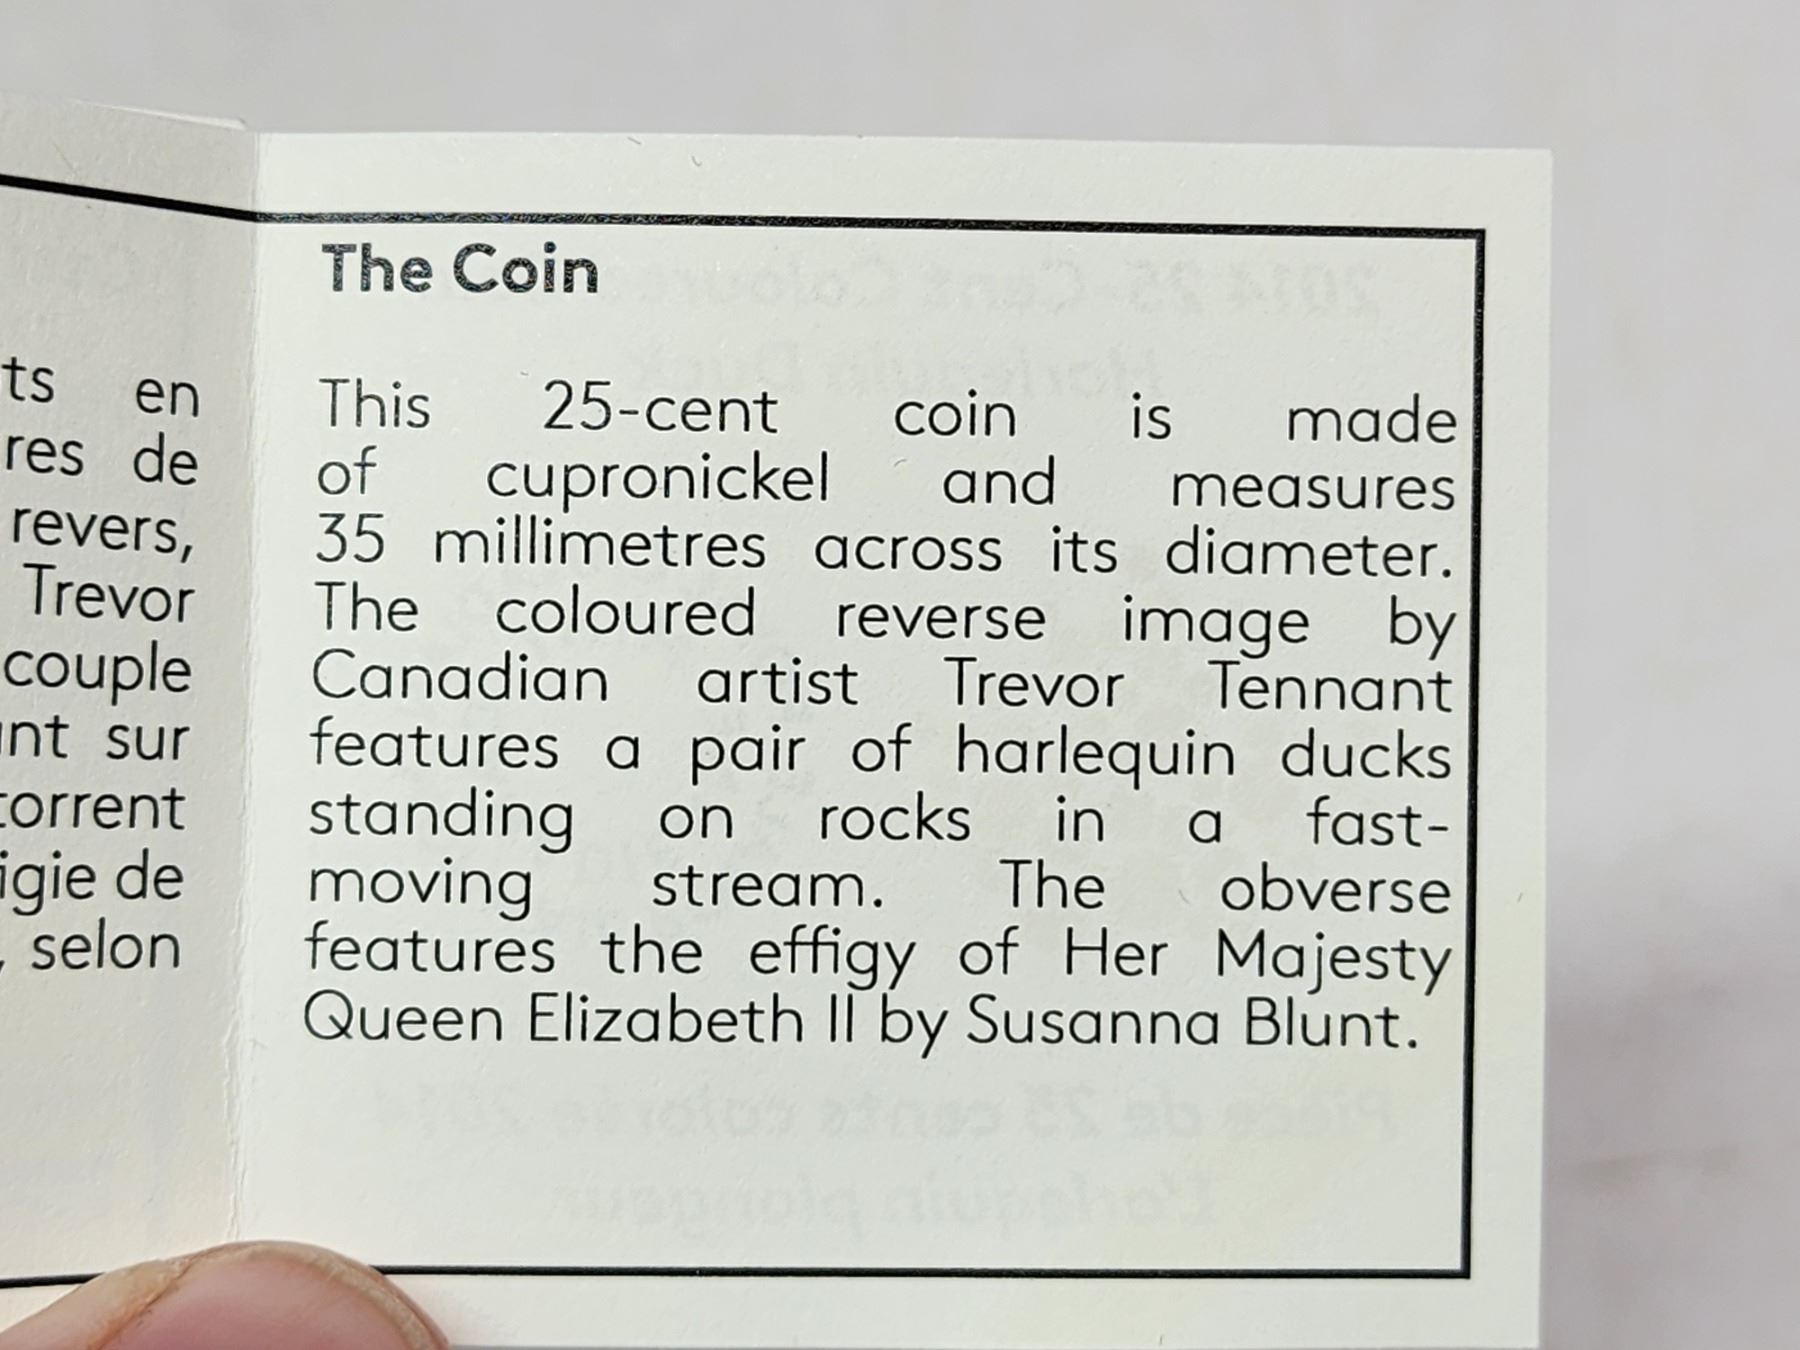 ts en
res de
revers,
Trevor
couple
nt sur
torrent
igie de
, selon
The Coin
This 25-cent coin is made
of cupronickel and measures
35 millimetres across its diameter.
The coloured reverse image by
Canadian artist Trevor Tennant
features a pair of harlequin ducks
standing on rocks in a fast-
moving stream. The obverse
features the effigy of Her Majesty
Queen Elizabeth II by Susanna Blunt.